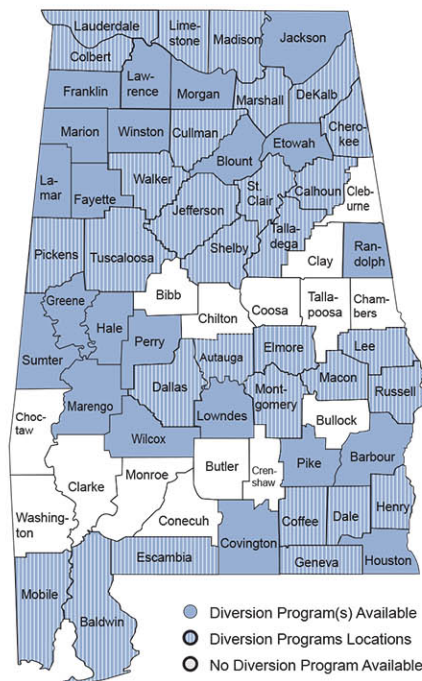 Lauderdale
Lime-
stone
Madison
Jackson
Colbert
Franklin
Law-
rence
Morgan
Marshall
DeKalb
Marion
Winston
Cullman
Blount
Etowah
Chero-
kee
La-
mar
Fayette
Walker
Jefferson
St.
Clair
Calhoun
Cleb-
urne
Pickens
Tuscaloosa
Shelby
Talla-
dega
Clay
Ran-
dolph
Greene
Hale
Bibb
Chilton
Coosa
Talla-
poosa
Cham-
bers
Sumter
Perry
Autauga
Elmore
Lee
Choc-
taw
Marengo
Dallas
Lowndes
Mont-
gomery
Macon
Russell
Bullock
Wilcox
Butler
Cren-
shaw
Pike
Barbour
Clarke
Monroe
Washing-
ton
Conecuh
Covington
Coffee
Dale
Henry
Escambia
Geneva
Houston
Mobile
Baldwin
Diversion Program(s) Available
Diversion Programs Locations
No Diversion Program Available